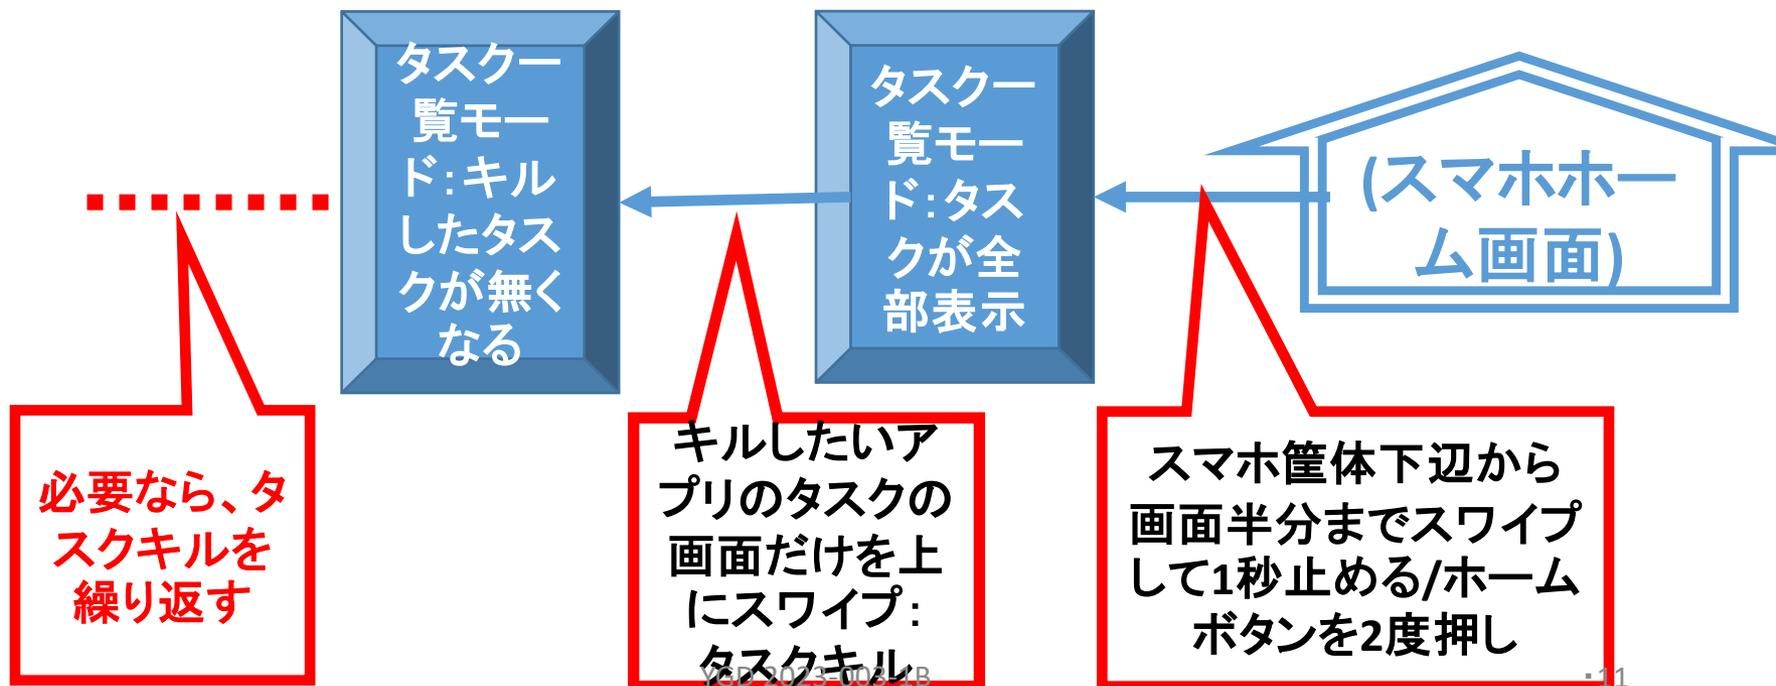 タスク一
覧モー
ド：キル
したタス
クが無く
なる
タスク一
覧モー
ド：タス
クが全
部表示
(スマホホー
ム画面)
必要なら、タ
スクキルを
繰り返す
キルしたいア
プリのタスクの
画面だけを上
にスワイプ：
タスクキル
スマホ筐体下辺から
画面半分までスワイプ
して1秒止める/ホーム
ボタンを2度押し
YGD 2023-003-1B
▪11